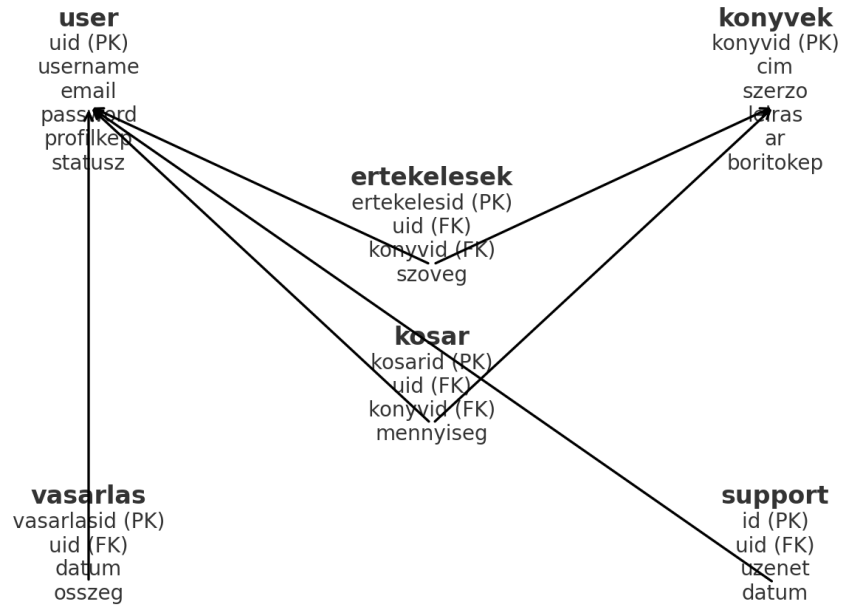 user
uid (PK)
username
email
password
profilkep
statusz
konyvek
konyvid (PK)
cim
szerzo
leiras
ar
boritokep
ertekelesek
ertekelesid (PK)
uid (FK)
konyvid (FK)
szoveg
kosar
kosarid (PK)
uid (FK)
konyvid (FK)
mennyiseg
vasarlas
vasarlasid (PK)
uid (FK)
datum
osszeg
support
id (PK)
uid (FK)
uzenet
datum